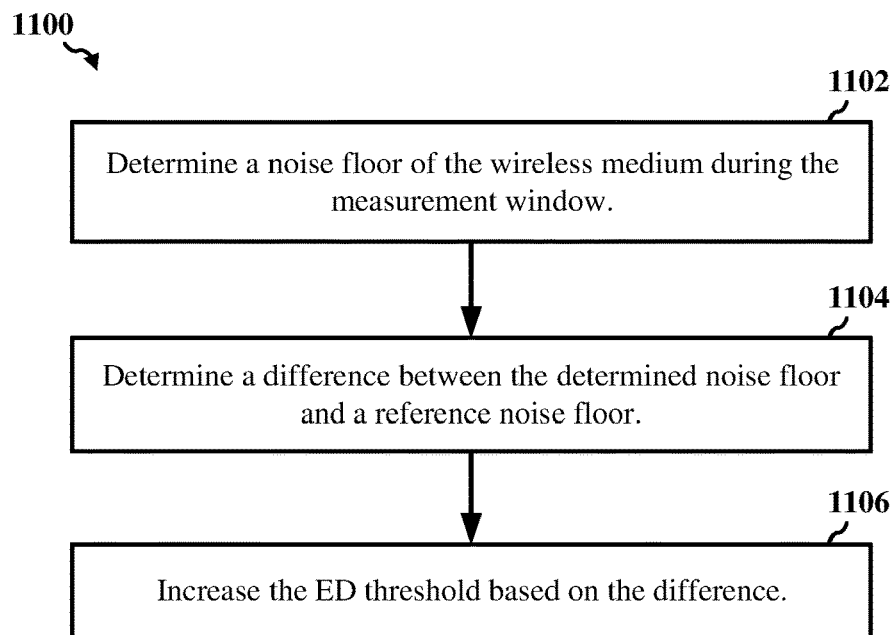 1100
1102
Determine a noise floor of the wireless medium during the
measurement window.
1104
Determine a difference between the determined noise floor
and a reference noise floor.
1106
Increase the ED threshold based on the difference.